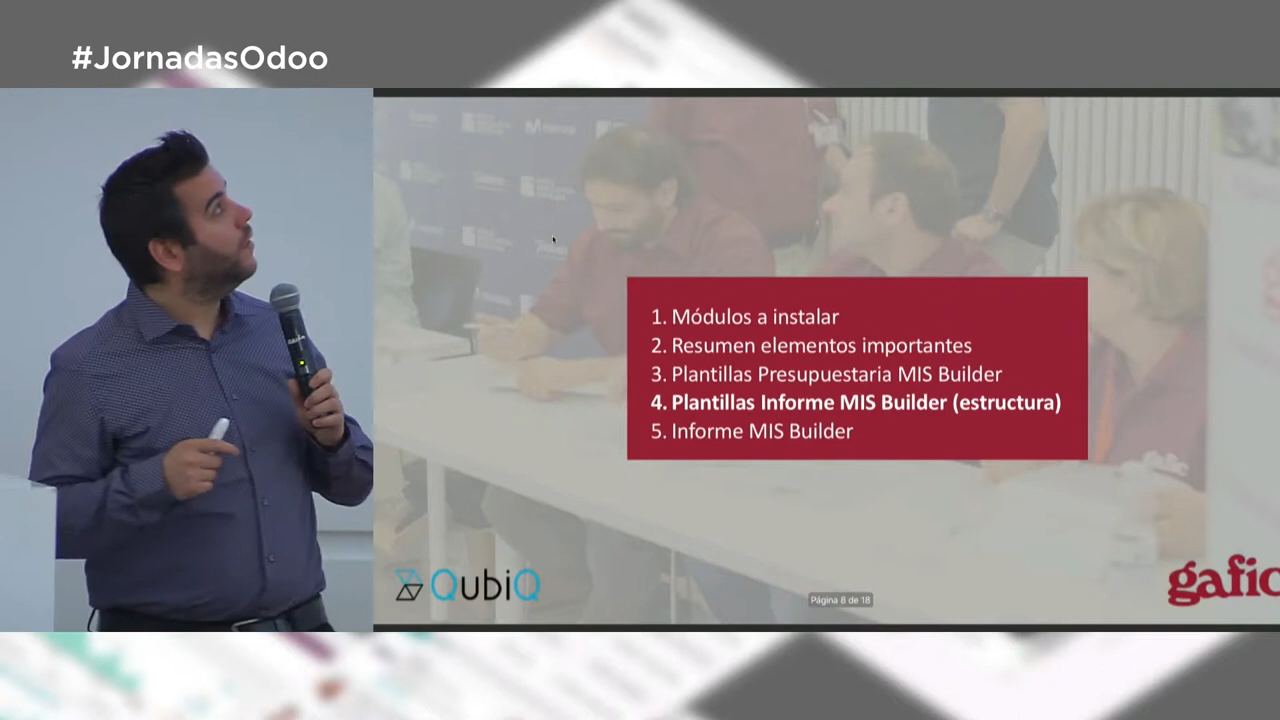 #JornadasOdoo
1. Módulos a instalar
2. Resumen elementos importantes
3. Plantillas Presupuestaria MIS Builder
4. Plantillas Informe MIS Builder (estructura)
5. Informe MIS Builder
QubiQ
Página 8 de 18
gafic